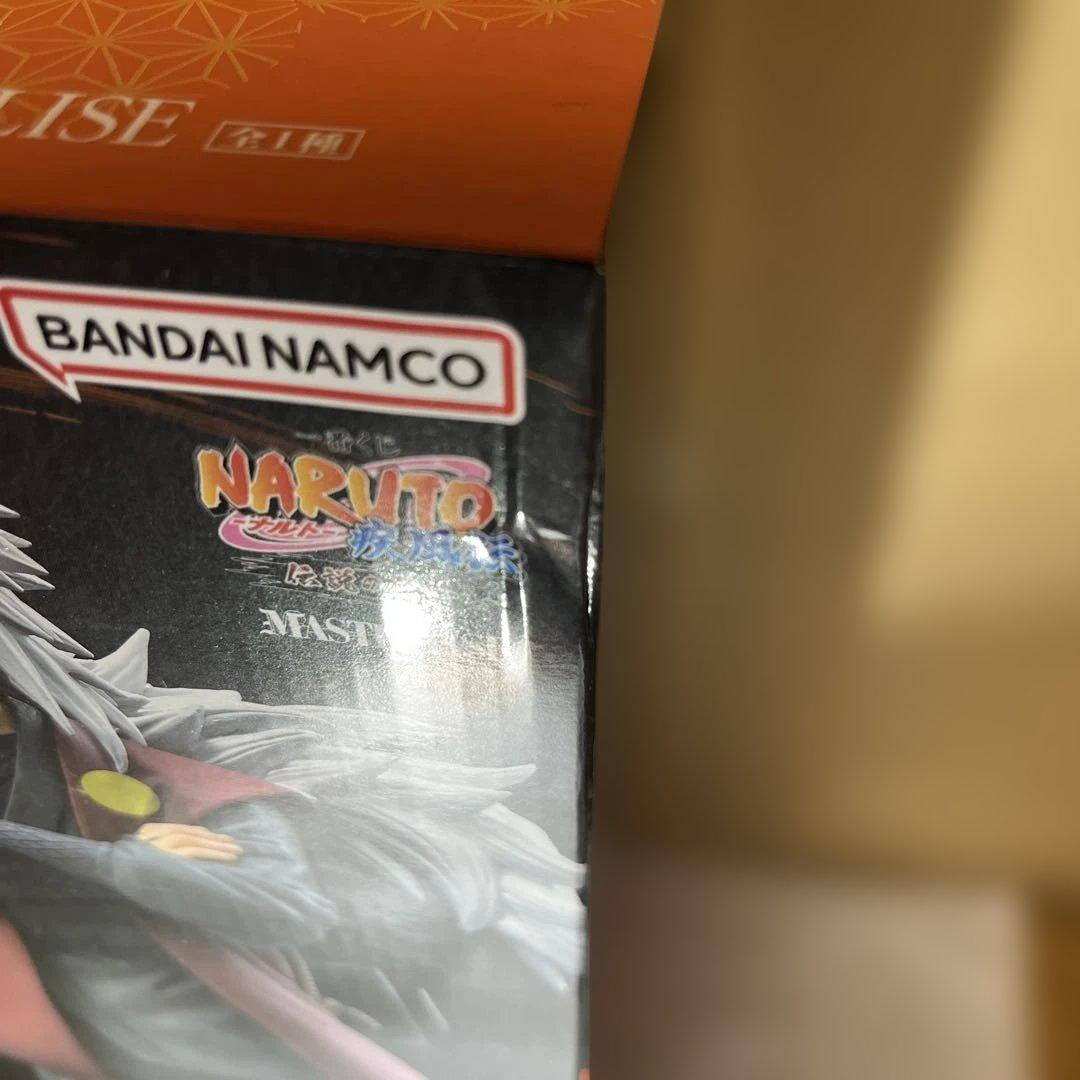 LISE 全1種
BANDAI NAMCO
一番くじ
NARUTO
-ナルト-
疾風伝
伝説の
MAST